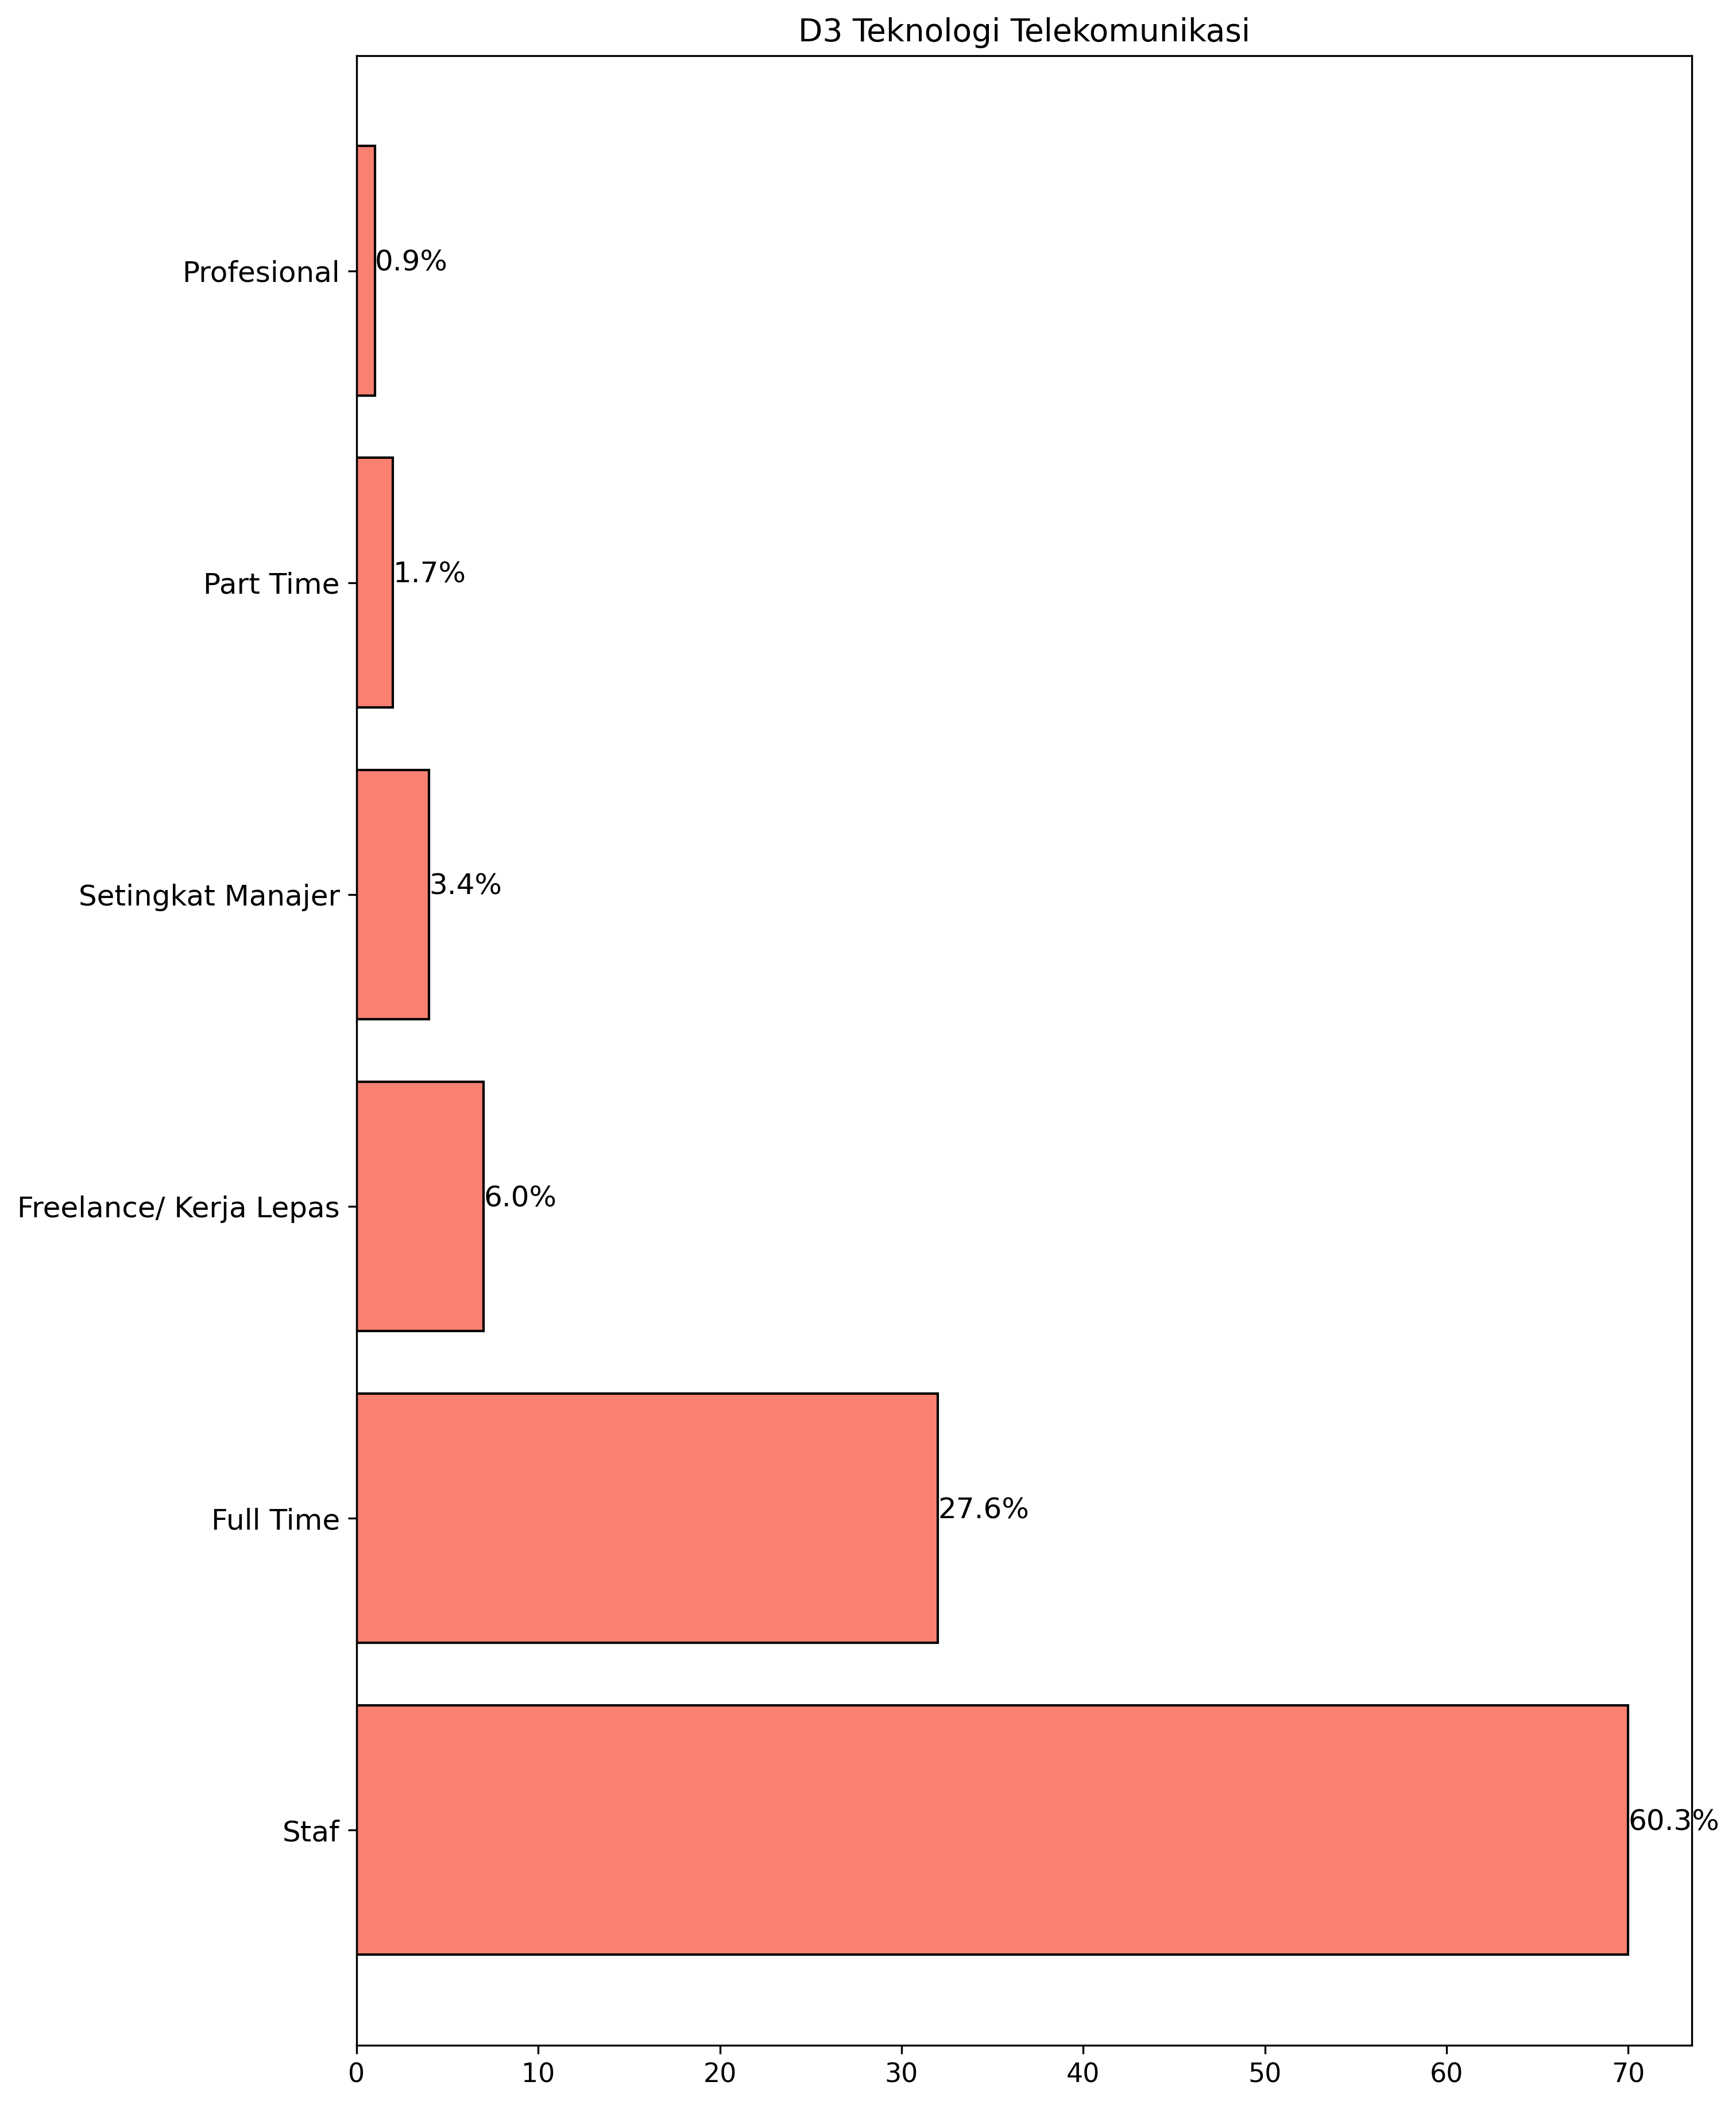 D3 Teknologi Telekomunikasi
Profesional
0.9%
Part Time
1.7%
Setingkat Manajer
3.4%
Freelance/ Kerja Lepas
6.0%
Full Time
27.6%
Staf
60.3%
0 10 20 30 40 50 60 70